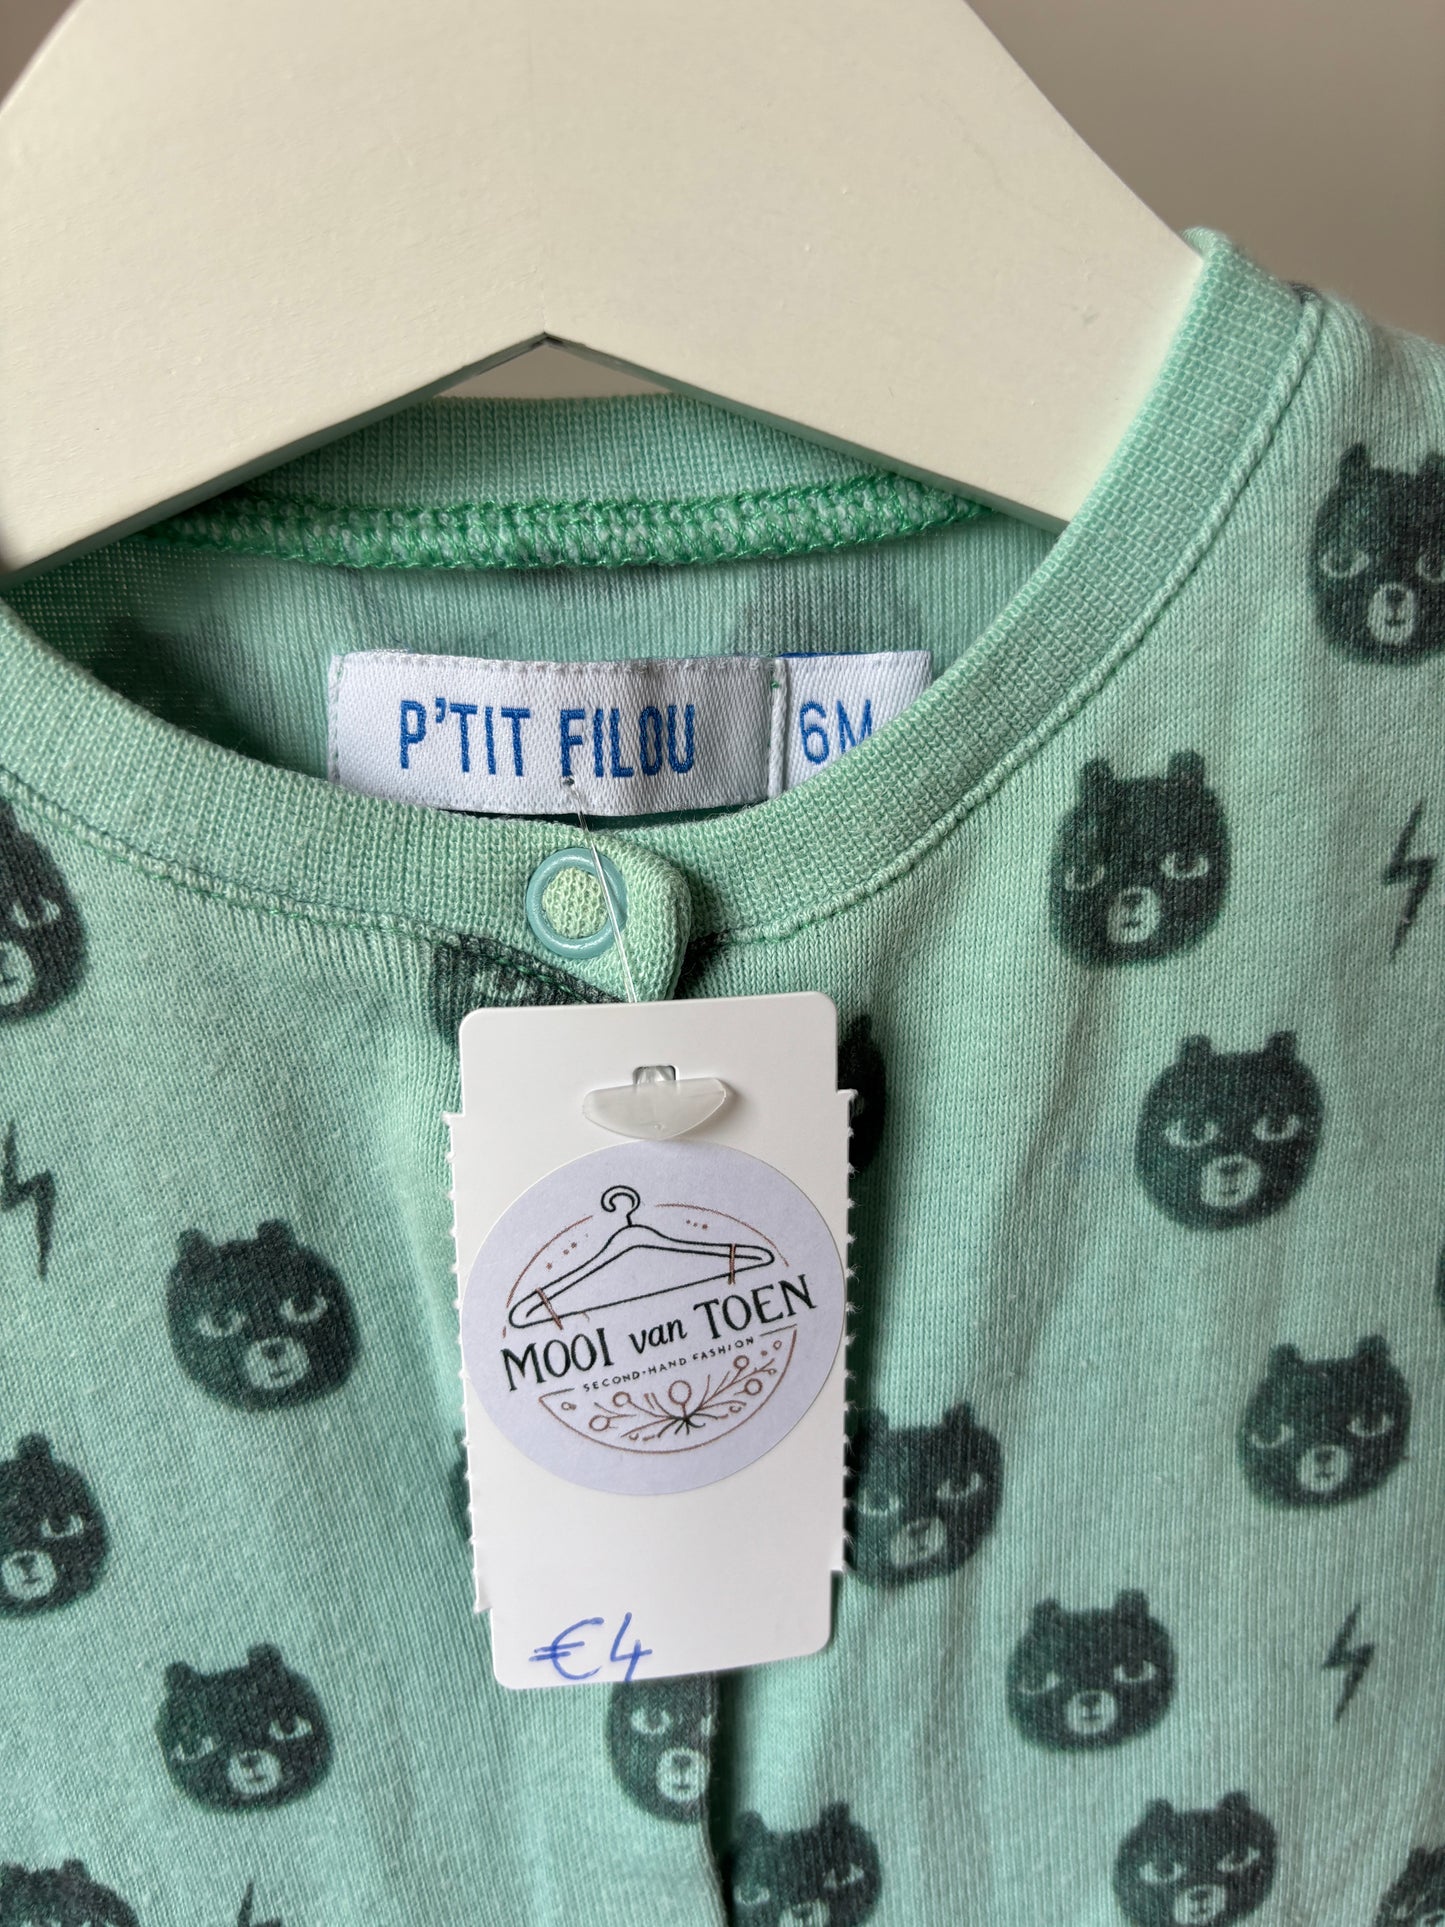 P'TIT FILOU
6M
MOOI van TOEN
SECOND-HAND FASHION
€4